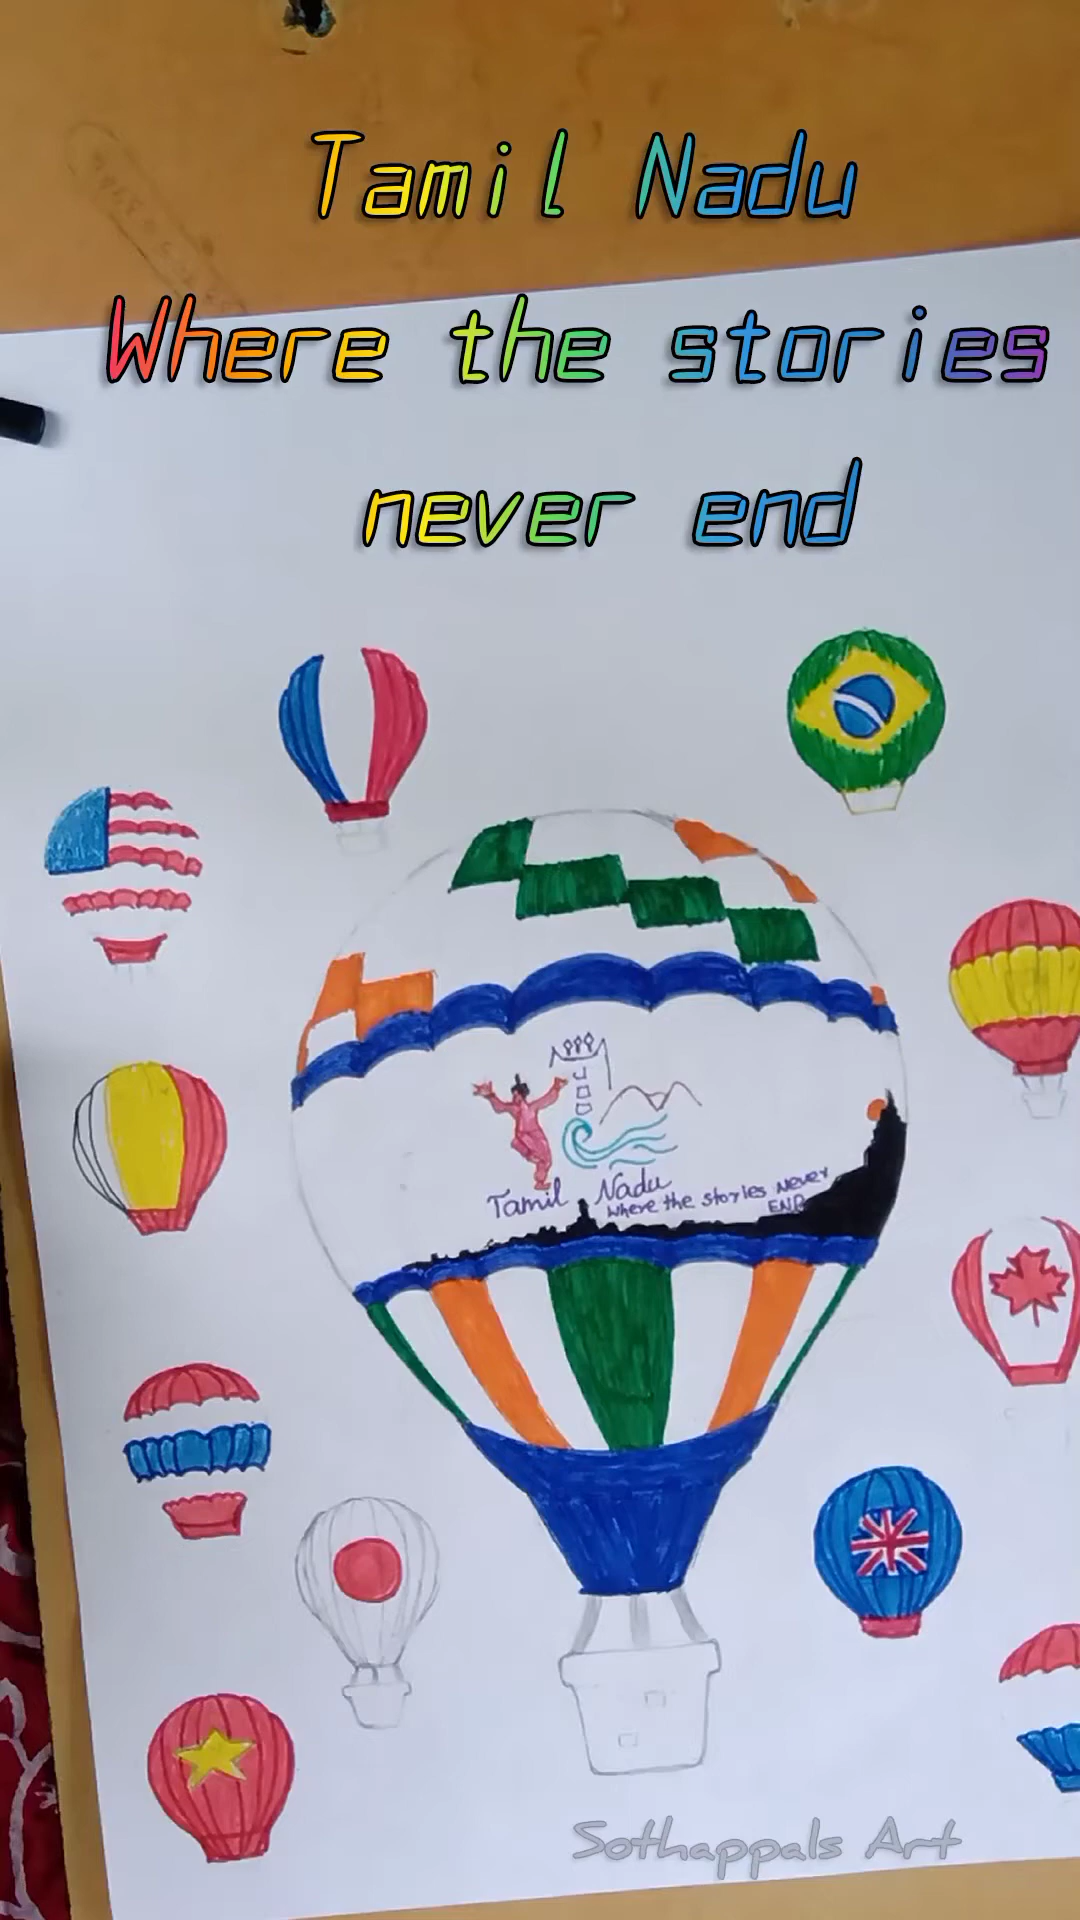 Tamil Nadu
Where the stories
never end
Tamil Nadu
Where the stories Never
END
Sothappals Art